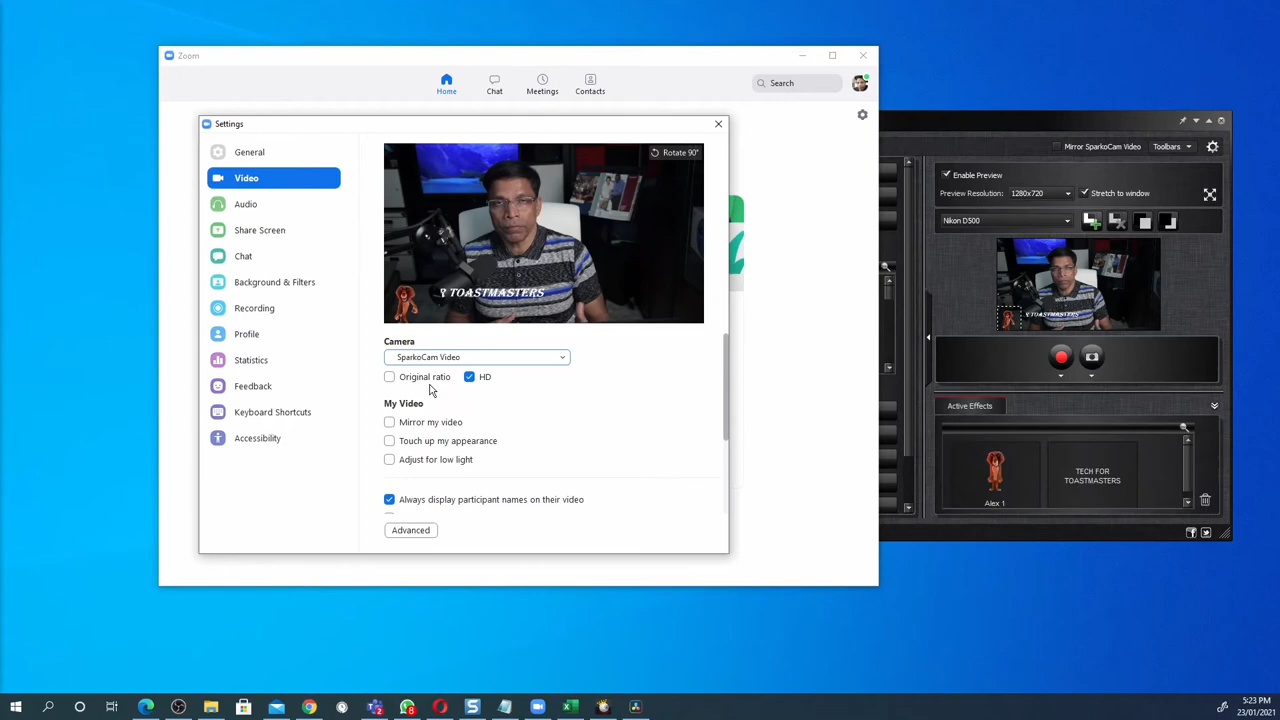 Zoom
Home
Chat
Meetings
Contacts
Search
Settings
General
Video
Audio
Share Screen
Chat
Background & Filters
Recording
Profile
Statistics
Feedback
Keyboard Shortcuts
Accessibility
Rotate 90°
TOASTMASTERS
Camera
SparkoCam Video
Original ratio
HD
My Video
Mirror my video
Touch up my appearance
Adjust for low light
Always display participant names on their video
Advanced
Mirror SparkoCam Video
Toolbars
Enable Preview
Preview Resolution: 1280x720
Stretch to window
Nikon D500
TOASTMASTERS
Active Effects
Alex 1
TECH FOR
TOASTMASTERS
8
5:23 PM
23/01/2021